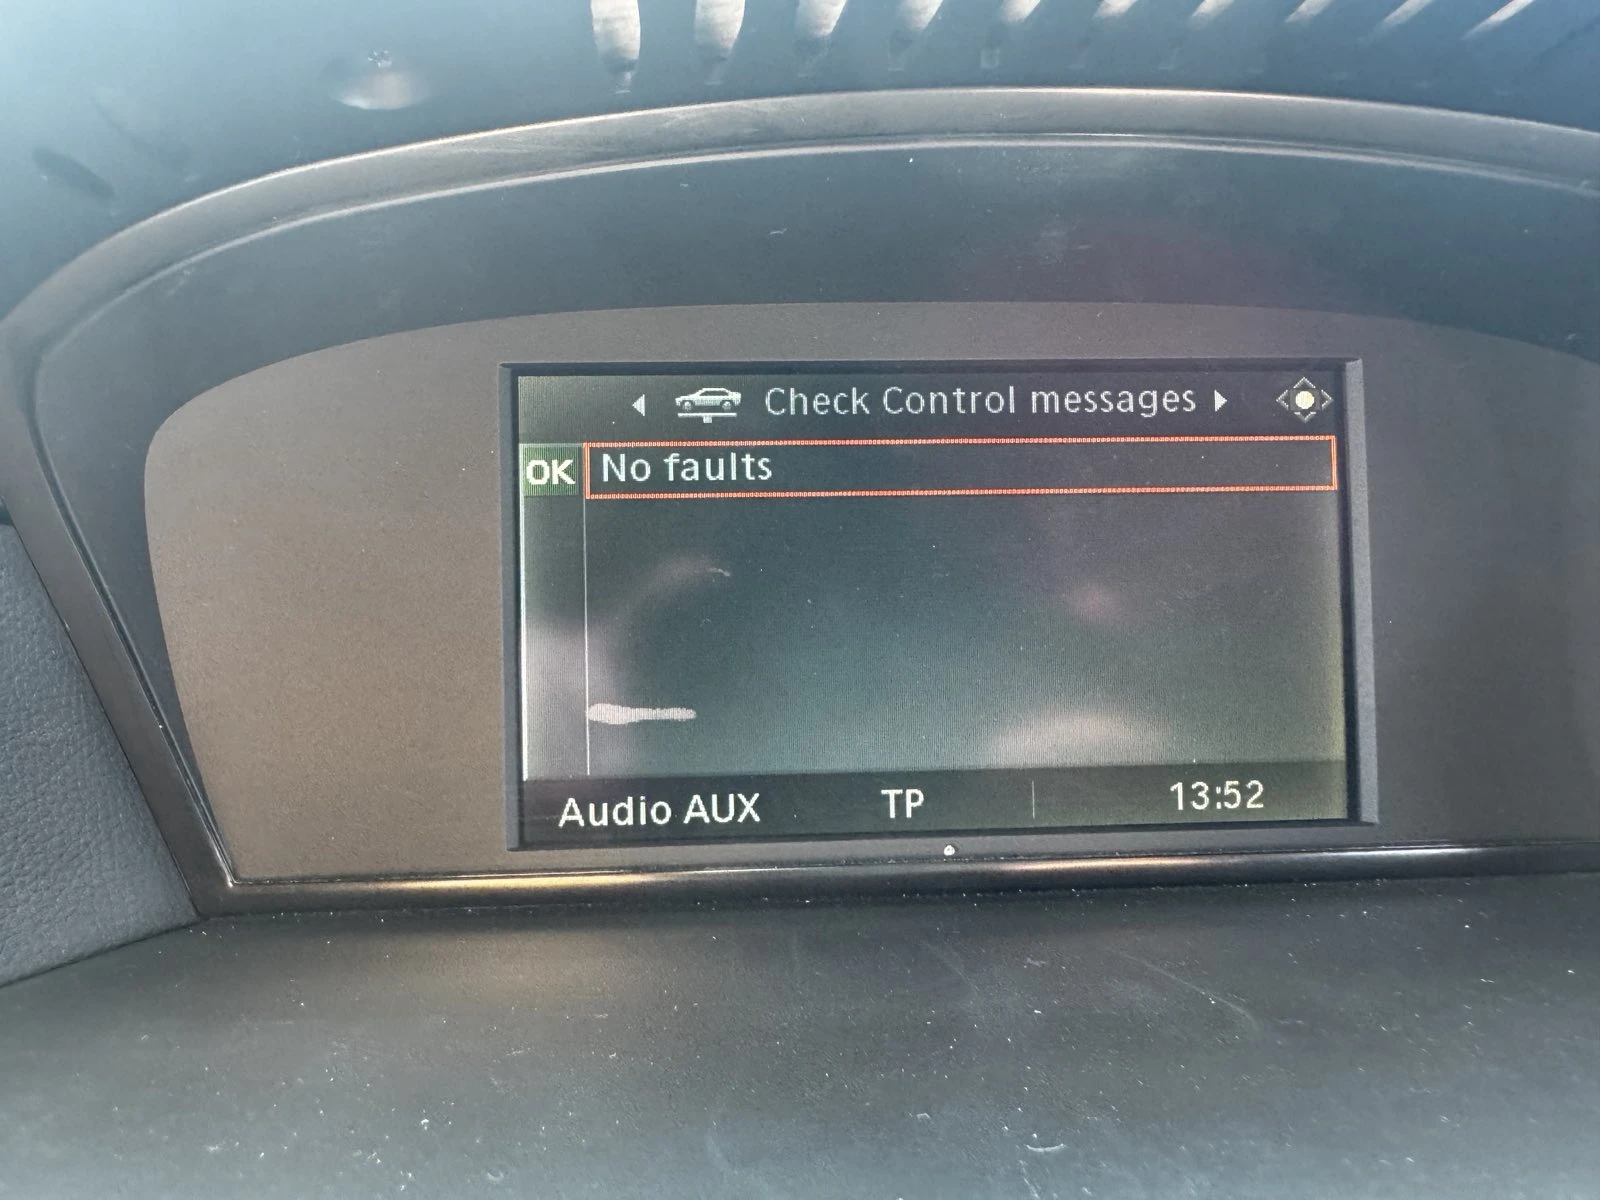 Check Control messages
OK No faults
Audio AUX TP 13:52